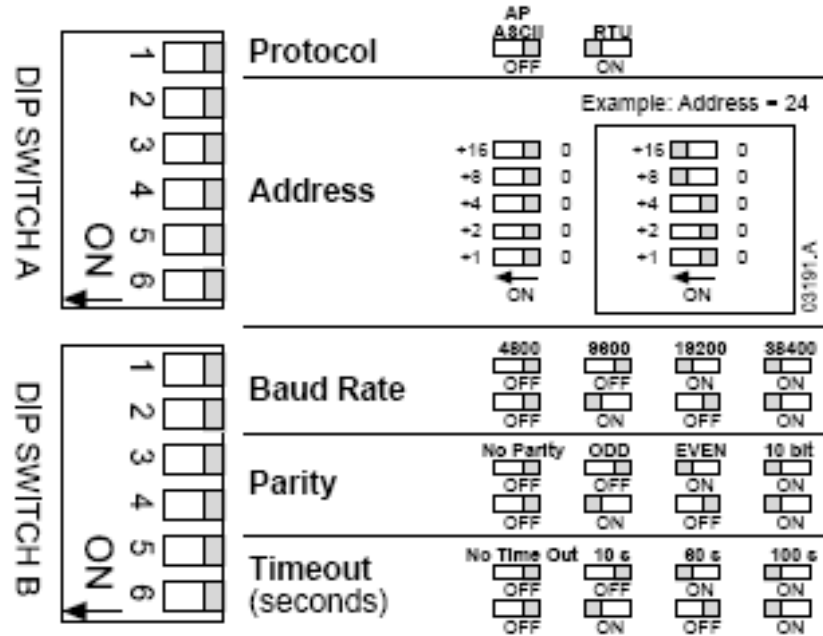 DIP SWITCH A
1
2
3
4
5
6
ON
Protocol
AP
ASCII
OFF
RTU
ON
Address
+16 0
+8 0
+4 0
+2 0
+1 0
ON
Example: Address = 24
+16 0
+8 0
+4 0
+2 0
+1 0
ON
03191.A
DIP SWITCH B
1
2
3
4
5
6
ON
Baud Rate
4800 9600 19200 38400
OFF OFF ON ON
OFF ON OFF ON
Parity
No Parity ODD EVEN 10 bit
OFF OFF ON ON
OFF ON OFF ON
Timeout
(seconds)
No Time Out 10 s 60 s 100 s
OFF OFF ON ON
OFF ON OFF ON